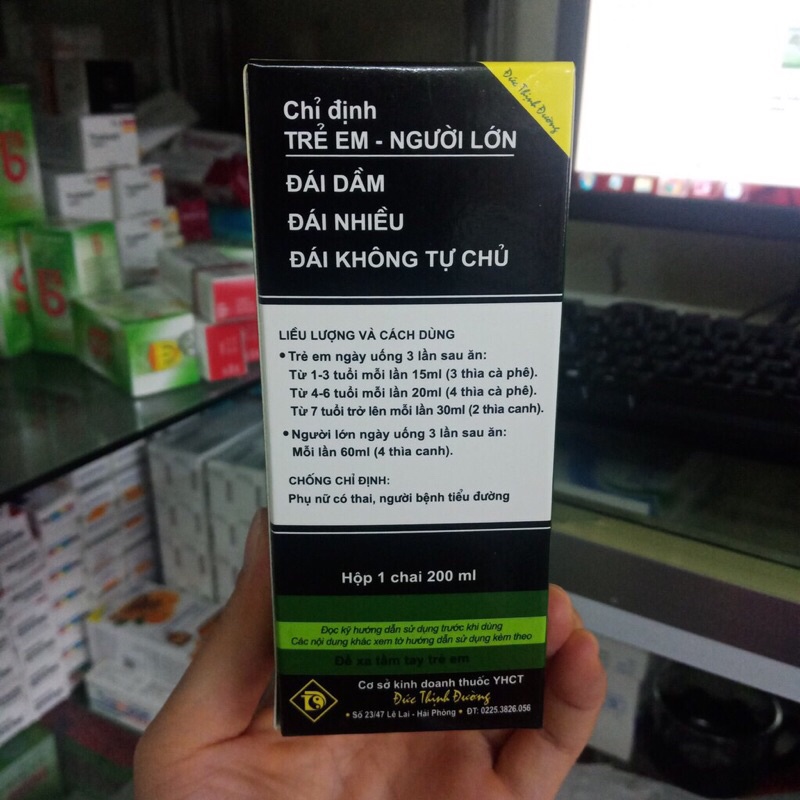 Đức Thịnh Đường
Chỉ định
TRẺ EM - NGƯỜI LỚN
ĐÁI DẦM
ĐÁI NHIỀU
ĐÁI KHÔNG TỰ CHỦ
LIỀU LƯỢNG VÀ CÁCH DÙNG
• Trẻ em ngày uống 3 lần sau ăn:
Từ 1-3 tuổi mỗi lần 15ml (3 thìa cà phê).
Từ 4-6 tuổi mỗi lần 20ml (4 thìa cà phê).
Từ 7 tuổi trở lên mỗi lần 30ml (2 thìa canh).
• Người lớn ngày uống 3 lần sau ăn:
Mỗi lần 60ml (4 thìa canh).
CHỐNG CHỈ ĐỊNH:
Phụ nữ có thai, người bệnh tiểu đường
Hộp 1 chai 200 ml
Đọc kỹ hướng dẫn sử dụng trước khi dùng
Các nội dung khác xem tờ hướng dẫn sử dụng kèm theo
Để xa tầm tay trẻ em
Cơ sở kinh doanh thuốc YHCT
Đức Thịnh Đường
• Số 23/47 Lê Lai - Hải Phòng • ĐT: 0225.3826.056